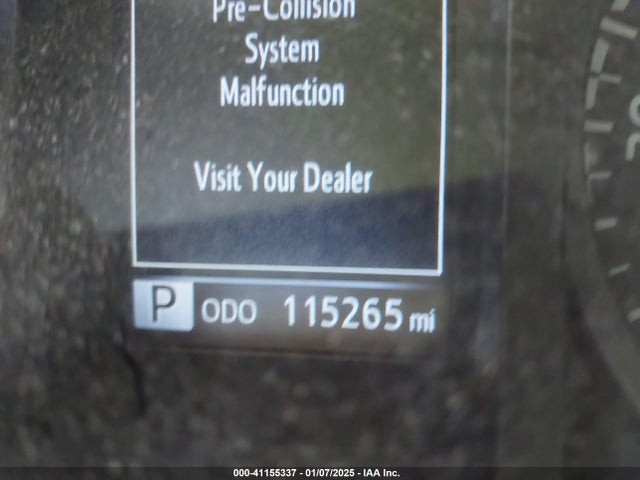 Pre-Collision
System
Malfunction
Visit Your Dealer
P ODO 115265 mi
000-41155337 - 01/07/2025 - IAA Inc.